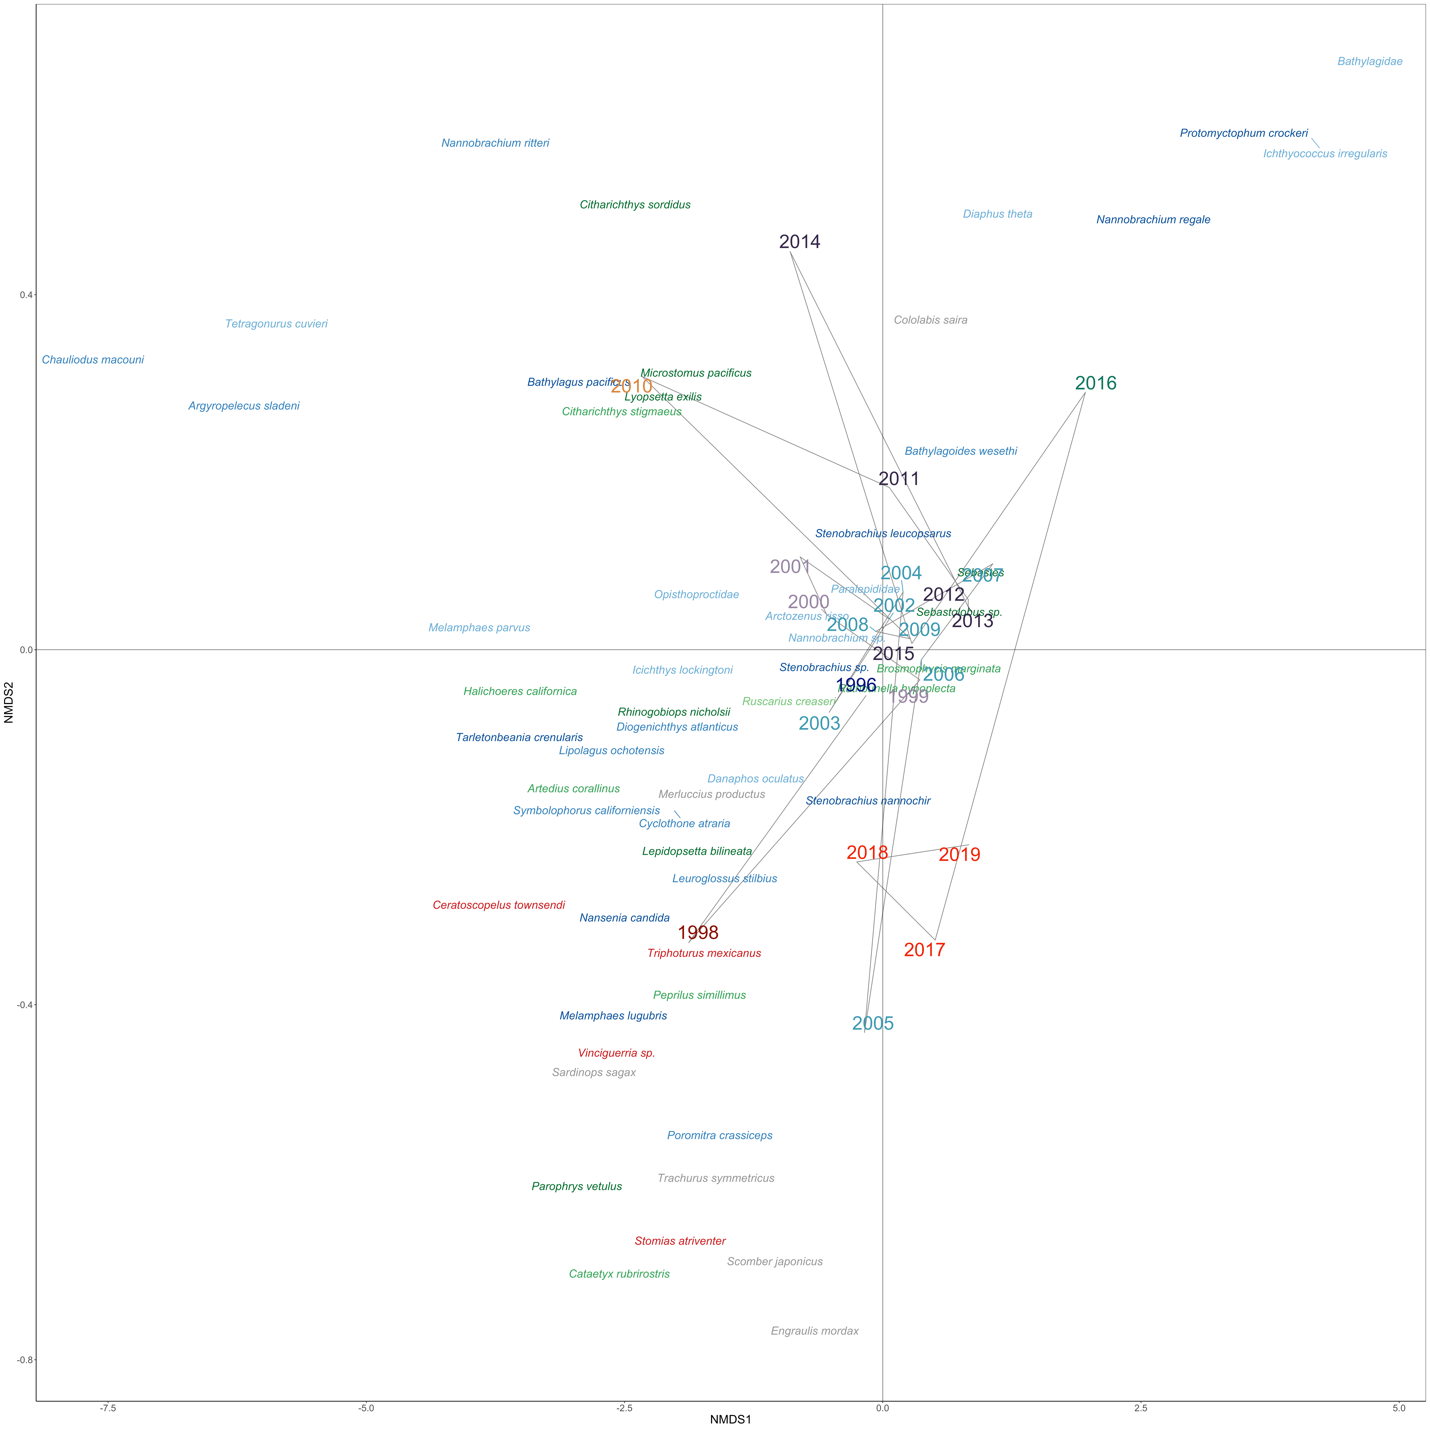 Bathylagidae
Protomyctophum crockeri
Nannobrachium ritteri
Ichthyococcus irregularis
Citharichthys sordidus
Diaphus theta
Nannobrachium regale
2014
0.4
Cololabis saira
Tetragonurus cuvieri
Chauliodus macouni
Microstomus pacificus
Bathylagus pacificus
2010
2016
Lyopsetta exilis
Argyropelecus sladeni
Citharichthys stigmaeus
Bathylagoides wesethi
2011
Stenobrachius leucopsarus
2001
2004
Sebastes
2007
Paralepididae
Opisthoproctidae
2012
2000
2002
Sebastolobus sp.
Arctozenus risso
2013
2008
2009
Melamphaes parvus
Nannobrachium sp.
0.0
2015
Stenobrachius sp.
Brosmophycis marginata
Icichthys lockingtoni
2006
1996
Rathbunella hypoplecta
Halichoeres californica
1999
Ruscarius creaseri
Rhinogobiops nicholsii
2003
Diogenichthys atlanticus
NMDS2
Tarletonbeania crenularis
Lipolagus ochotensis
Danaphos oculatus
Artedius corallinus
Merluccius productus
Stenobrachius nannochir
Symbolophorus californiensis
Cyclothone atraria
Lepidopsetta bilineata
2018
2019
Leuroglossus stilbius
Ceratoscopelus townsendi
Nansenia candida
1998
2017
Triphoturus mexicanus
Peprilus simillimus
-0.4
Melamphaes lugubris
2005
Vinciguerria sp.
Sardinops sagax
Poromitra crassiceps
Trachurus symmetricus
Parophrys vetulus
Stomias atriventer
Scomber japonicus
Cataetyx rubrirostris
Engraulis mordax
-0.8
-7.5
-5.0
-2.5
0.0
2.5
5.0
NMDS1